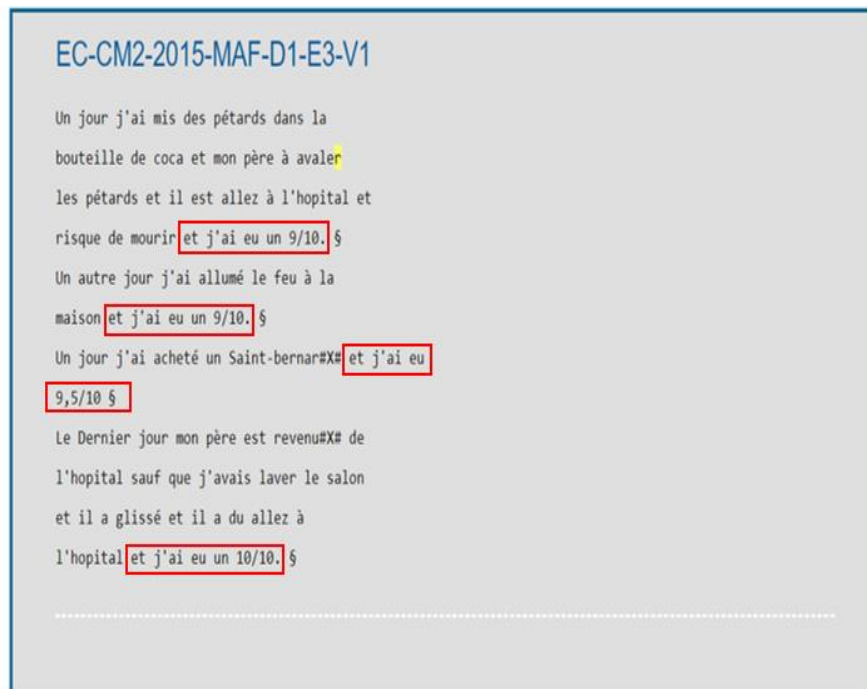 EC-CM2-2015-MAF-D1-E3-V1
Un jour j'ai mis des pétards dans la
bouteille de coca et mon père à avaler
les pétards et il est allez à l'hopital et
risque de mourir et j'ai eu un 9/10. §
Un autre jour j'ai allumé le feu à la
maison et j'ai eu un 9/10. §
Un jour j'ai acheté un Saint-bernar#X# et j'ai eu
9,5/10 §
Le Dernier jour mon père est revenu#X# de
l'hopital sauf que j'avais laver le salon
et il a glissé et il a du allez à
l'hopital et j'ai eu un 10/10. §